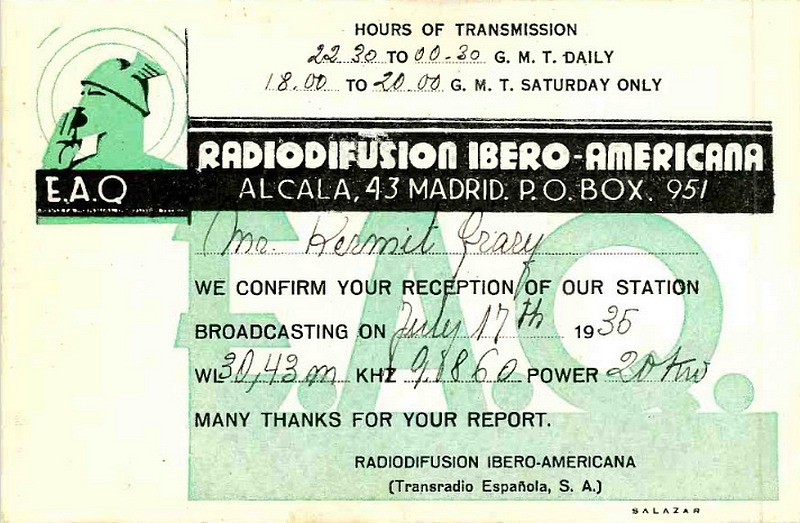 HOURS OF TRANSMISSION
22.30 TO 00-30 G. M. T. DAILY
18.00 TO 20.00 G. M. T. SATURDAY ONLY
RADIODIFUSION IBERO-AMERICANA
E.A.Q
ALCALA, 43 MADRID. P.O. BOX. 951
E.A.Q.
Mr. Kermit Geary
WE CONFIRM YOUR RECEPTION OF OUR STATION
BROADCASTING ON July 17th 1935
WL 30,43 m KHZ 9,860 POWER 20 Kw
MANY THANKS FOR YOUR REPORT.
RADIODIFUSION IBERO-AMERICANA
(Transradio Española, S. A.)
SALAZAR